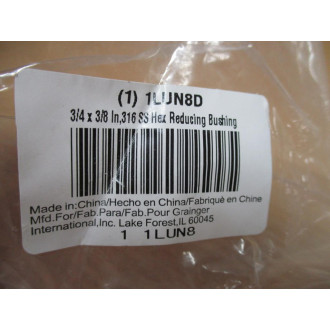 (1) 1LUN8D
3/4 x 3/8 In,316 SS Hex Reducing Bushing
Made in:China/Hecho en China/Fabriqué en Chine
Mfd.For/Fab.Para/Fab.Pour Grainger
International,Inc. Lake Forest,IL 60045
1 1LUN8